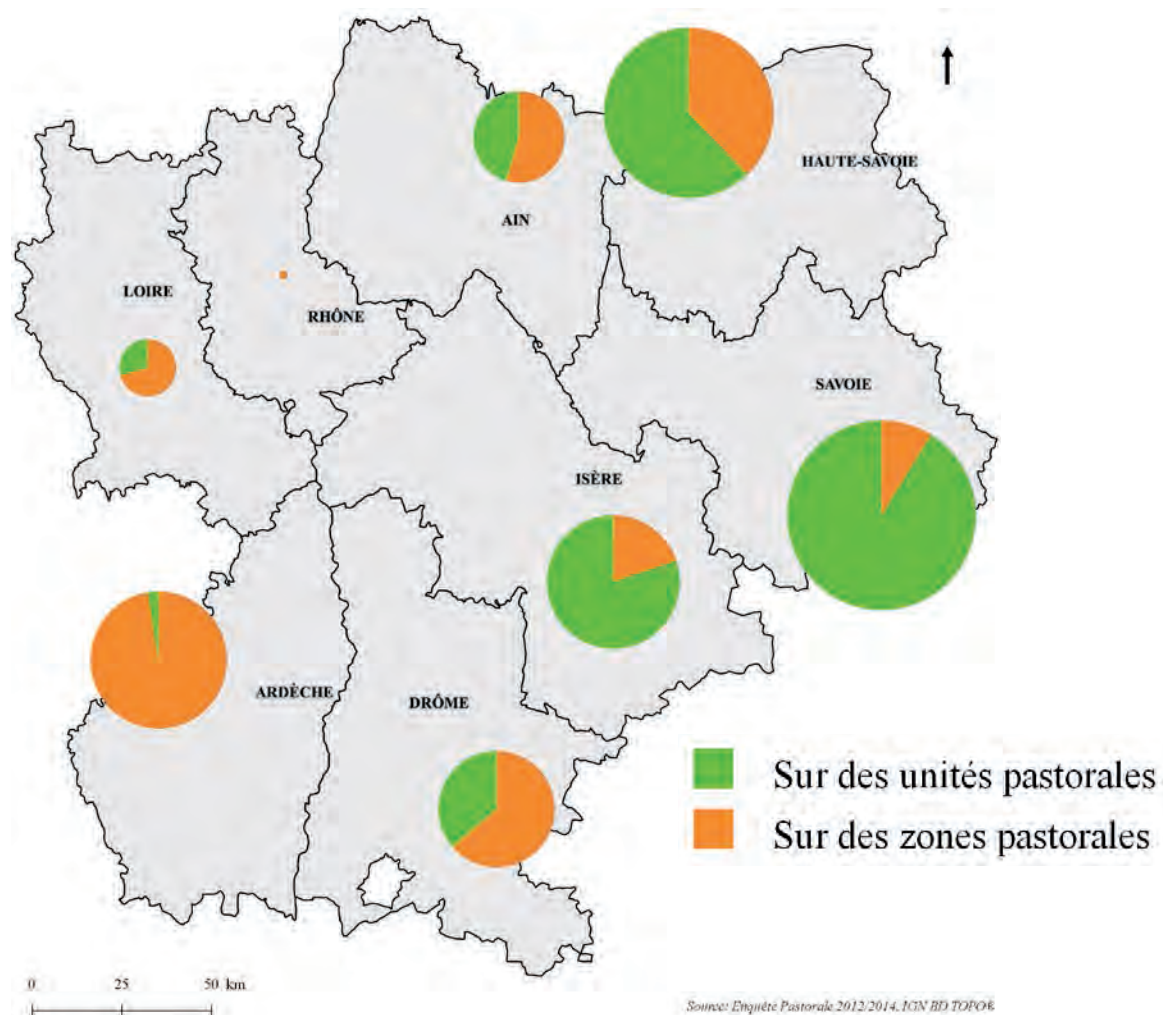 HAUTE-SAVOIE
AIN
LOIRE
RHÔNE
SAVOIE
ISÈRE
ARDÈCHE
DRÔME
Sur des unités pastorales
Sur des zones pastorales
0 25 50 km
Source: Enquête Pastorale 2012/2014, IGN BD TOPO®